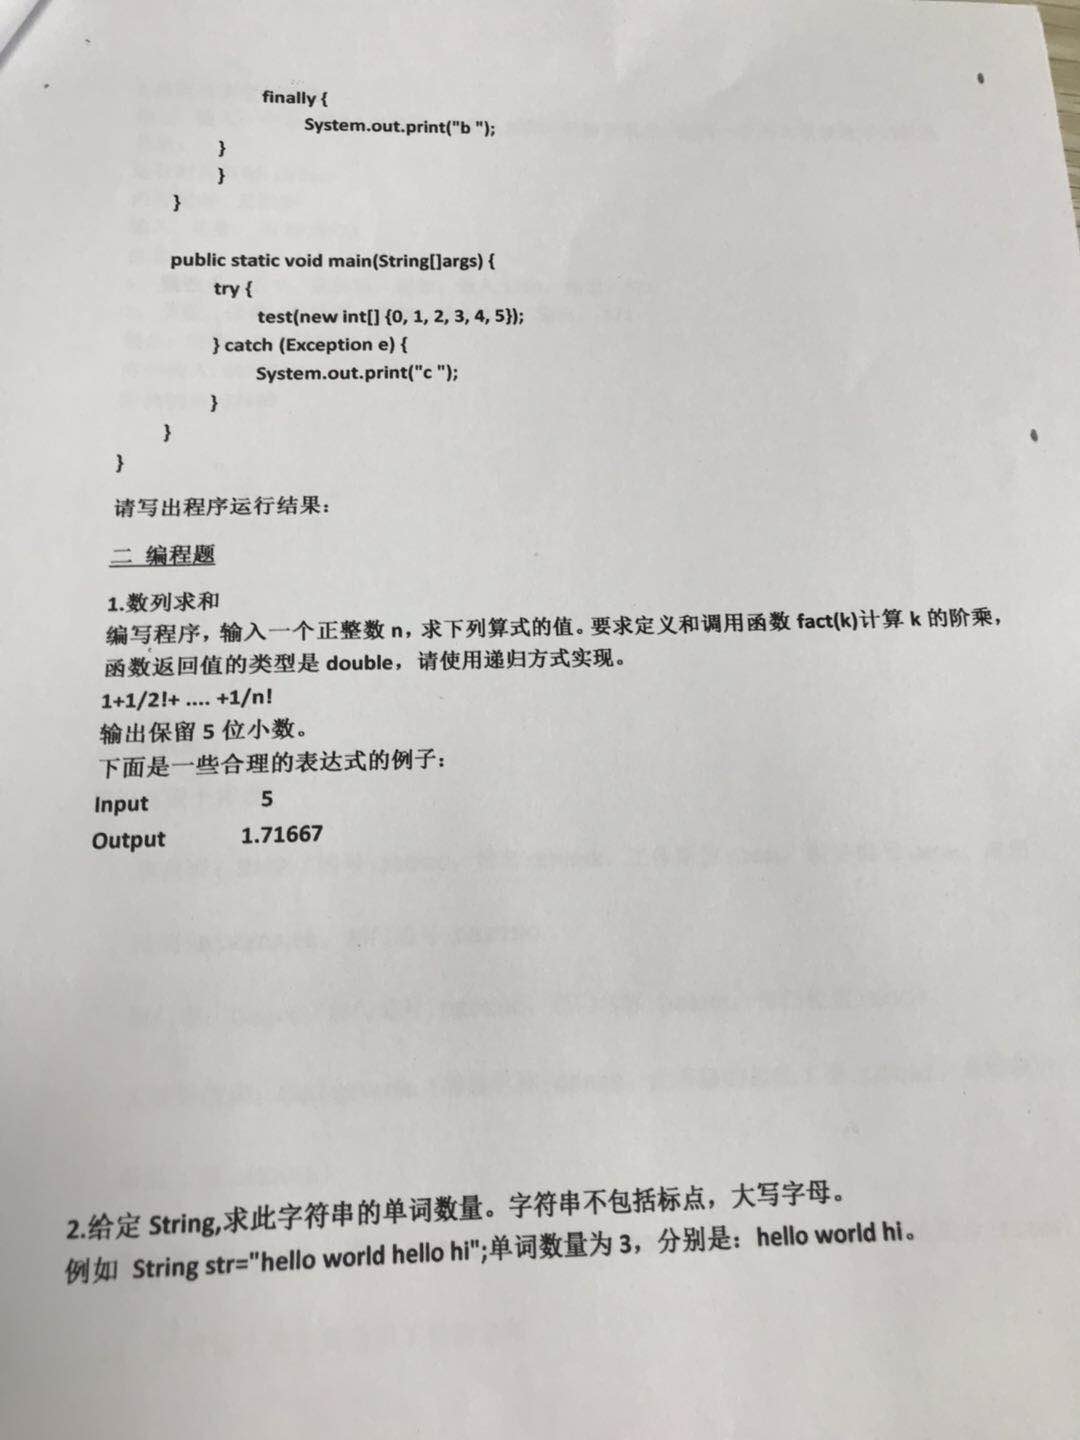 finally {
System.out.print("b ");
}
}
}
public static void main(String[]args) {
try {
test(new int[] {0, 1, 2, 3, 4, 5});
} catch (Exception e) {
System.out.print("c ");
}
}
}
请写出程序运行结果：
二 编程题
1.数列求和
编写程序，输入一个正整数 n，求下列算式的值。要求定义和调用函数 fact(k)计算 k 的阶乘，
函数返回值的类型是 double，请使用递归方式实现。
1+1/2!+ .... +1/n!
输出保留 5 位小数。
下面是一些合理的表达式的例子：
Input 5
Output 1.71667
2.给定 String,求此字符串的单词数量。字符串不包括标点，大写字母。
例如 String str="hello world hello hi";单词数量为 3，分别是：hello world hi。